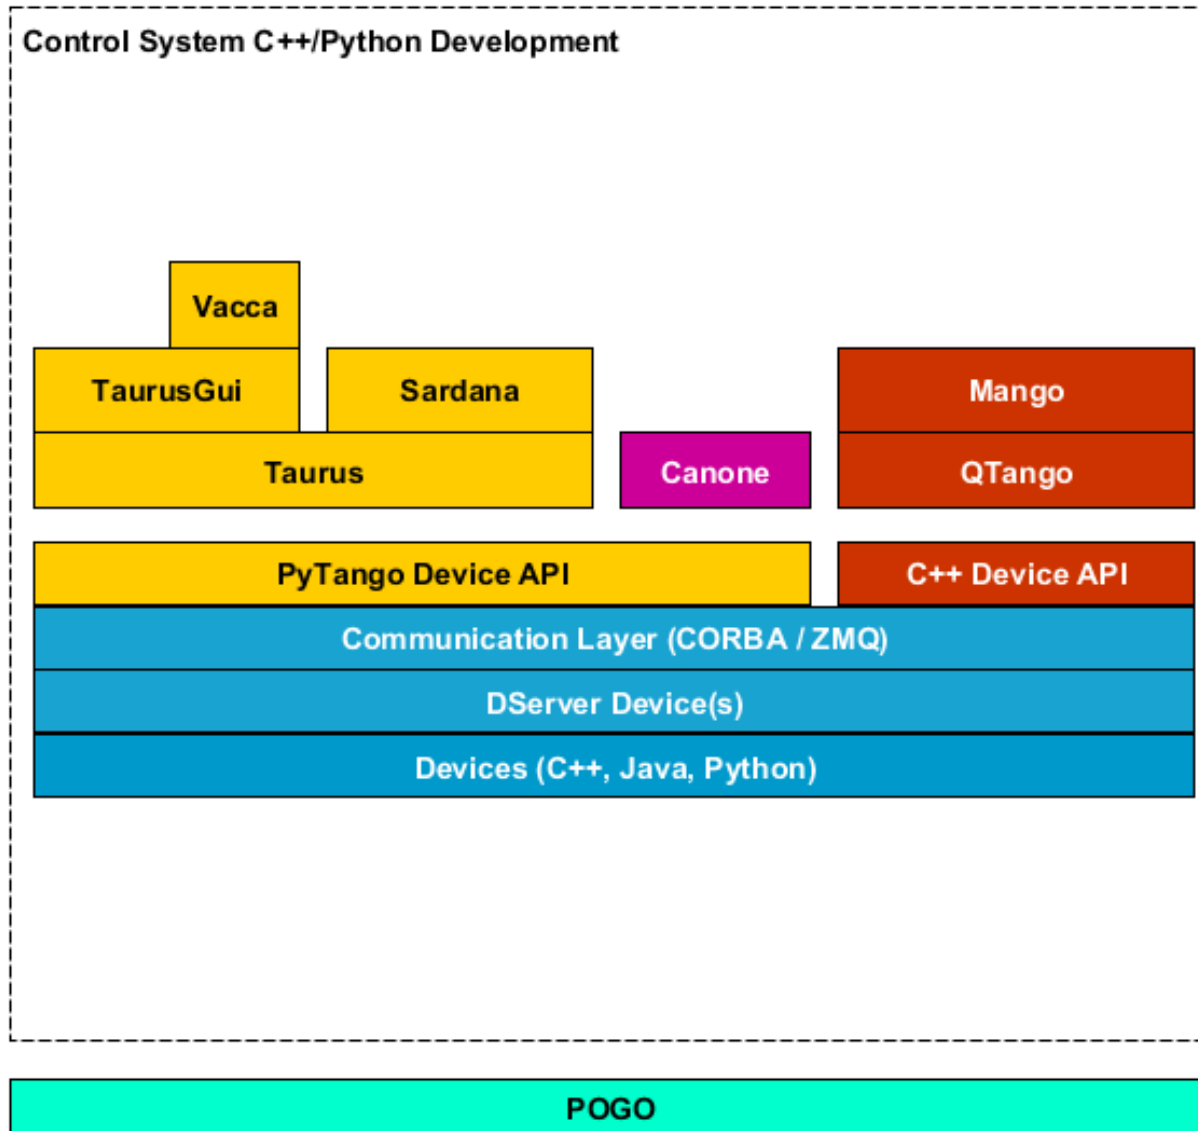 Control System C++/Python Development
Vacca
TaurusGui
Sardana
Mango
Taurus
Canone
QTango
PyTango Device API
C++ Device API
Communication Layer (CORBA / ZMQ)
DServer Device(s)
Devices (C++, Java, Python)
POGO